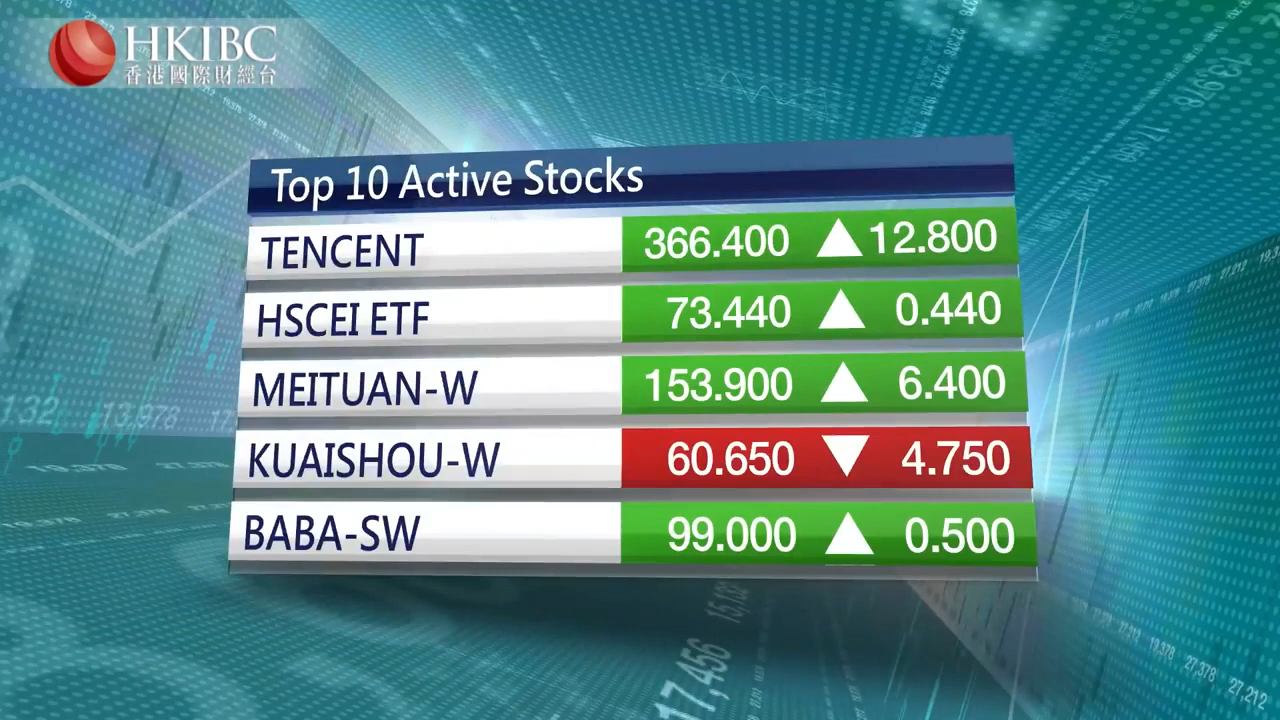 HKIBC
香港國際財經台
Top 10 Active Stocks
TENCENT 366.400 ▲ 12.800
HSCEI ETF 73.440 ▲ 0.440
MEITUAN-W 153.900 ▲ 6.400
KUAISHOU-W 60.650 ▼ 4.750
BABA-SW 99.000 ▲ 0.500
17,456